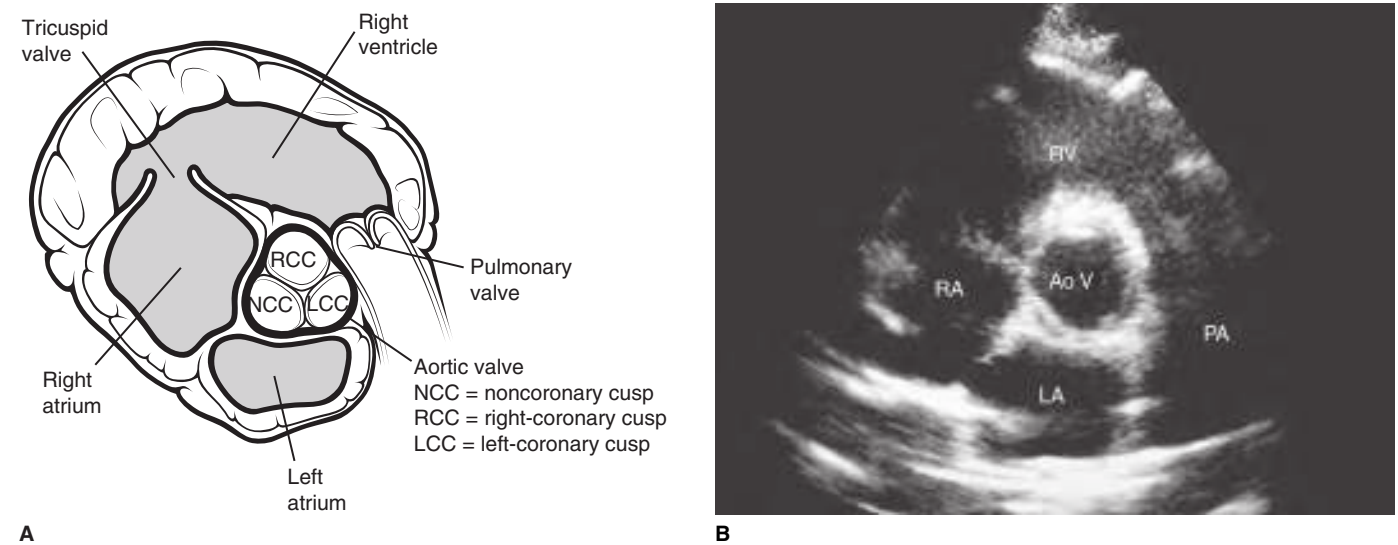 Tricuspid
valve
Right
ventricle
RCC
NCC
LCC
Pulmonary
valve
Aortic valve
NCC = noncoronary cusp
RCC = right-coronary cusp
LCC = left-coronary cusp
Right
atrium
Left
atrium
A
RV
RA
Ao V
PA
LA
B